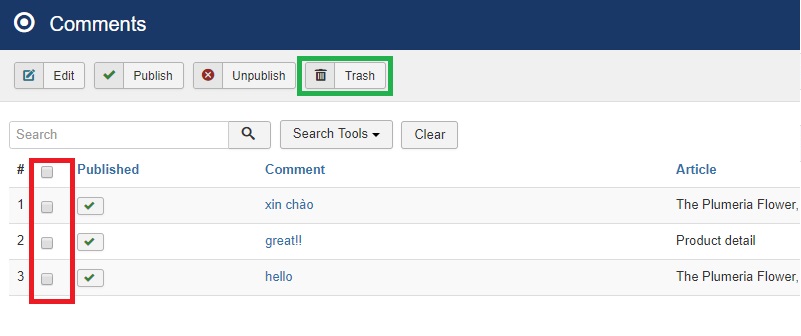 Comments
Edit Publish Unpublish Trash
Search Search Tools Clear
# Published Comment Article
1 xin chào The Plumeria Flower,
2 great!! Product detail
3 hello The Plumeria Flower,